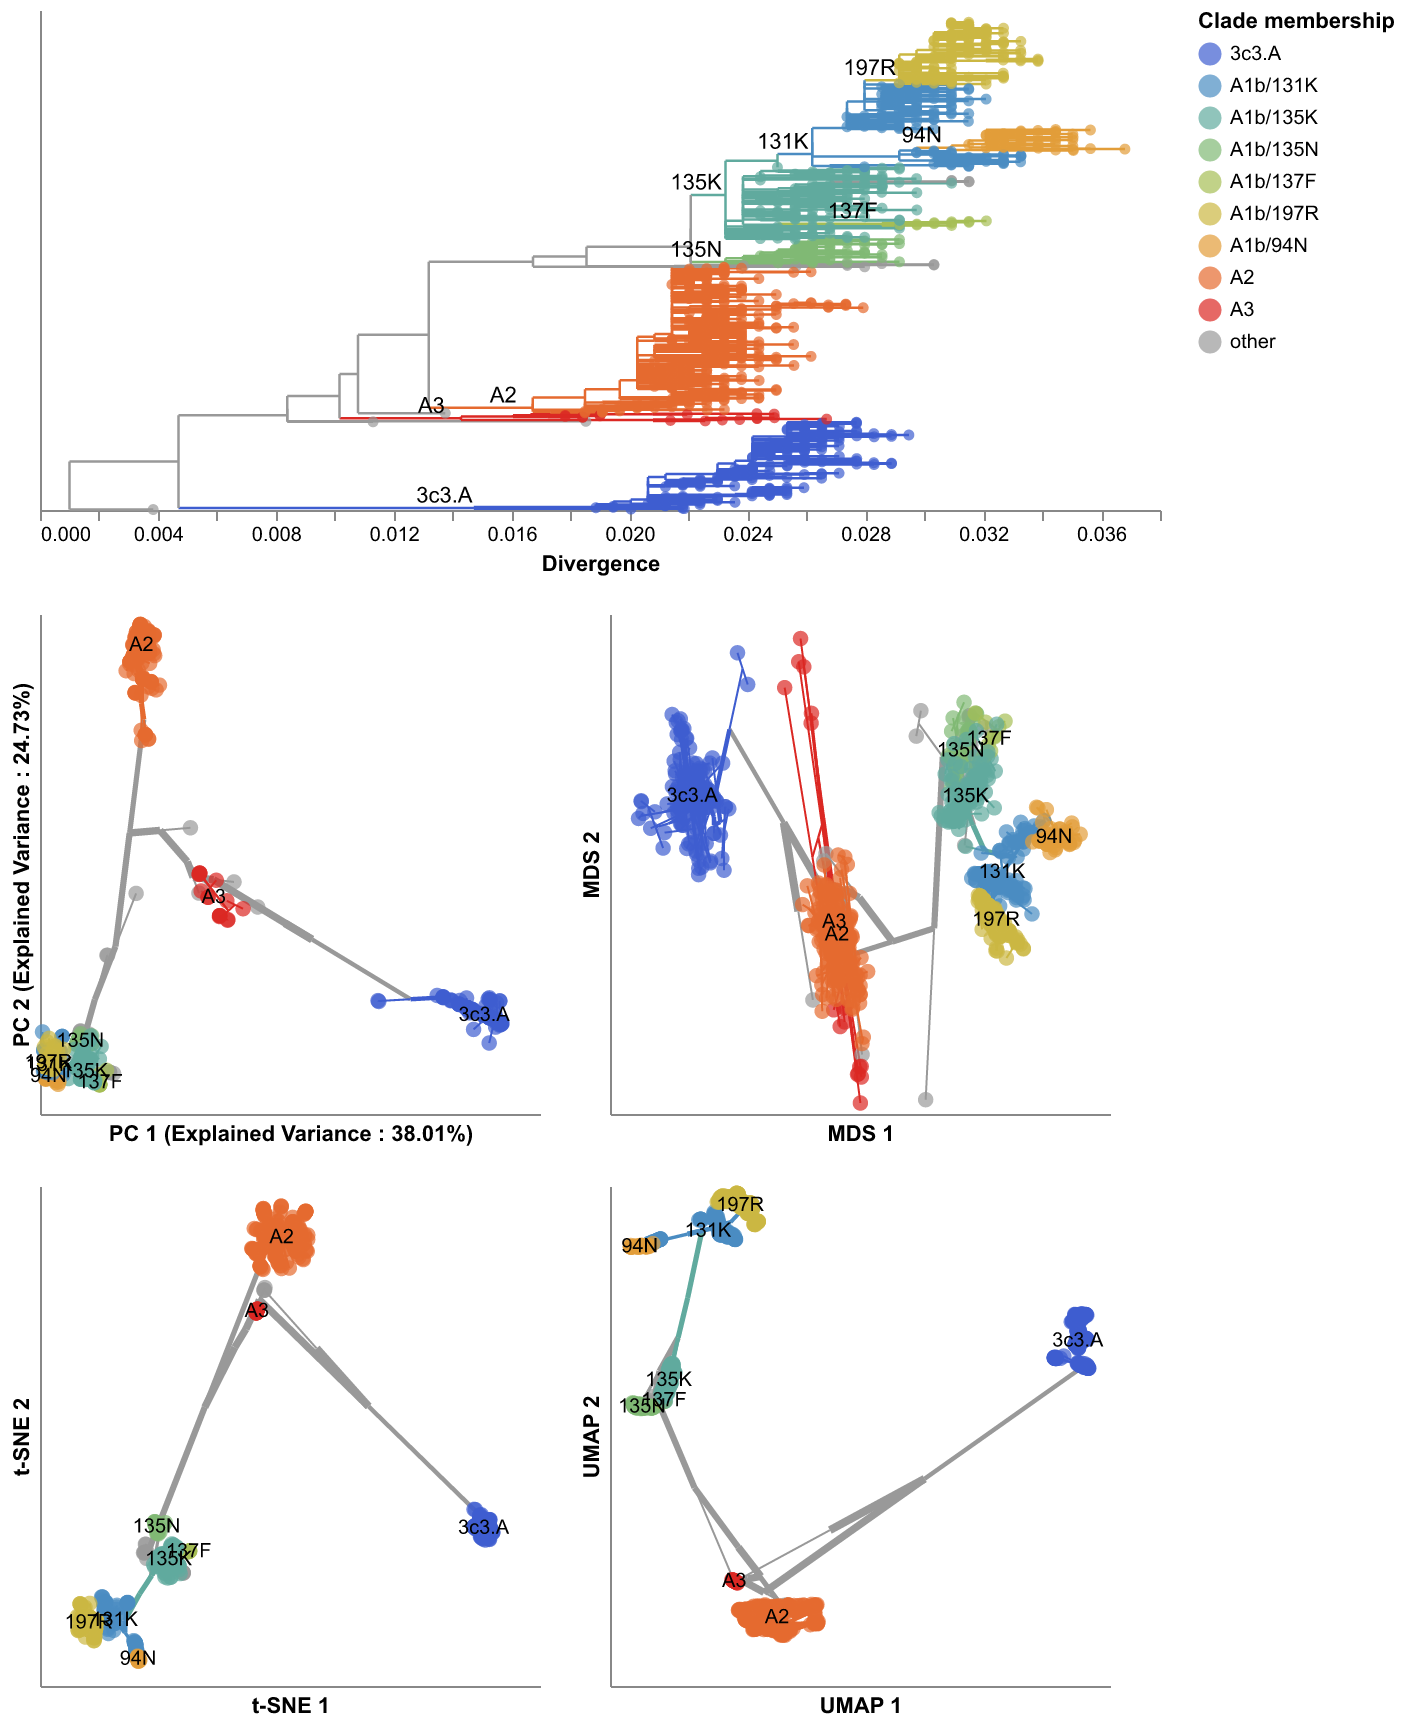 Clade membership
3c3.A
A1b/131K
A1b/135K
A1b/135N
A1b/137F
A1b/197R
A1b/94N
A2
A3
other
197R
94N
131K
135K
137F
135N
A2
A3
3c3.A
0.000 0.004 0.008 0.012 0.016 0.020 0.024 0.028 0.032 0.036
Divergence
A2
A3
3c3.A
135N
197R
131K
135K
94N
137F
PC 2 (Explained Variance : 24.73%)
PC 1 (Explained Variance : 38.01%)
137F
135N
3c3.A
135K
94N
131K
197R
A3
A2
MDS 2
MDS 1
A2
A3
135N
3c3.A
137F
135K
197R
131K
94N
t-SNE 2
t-SNE 1
197R
131K
94N
3c3.A
135K
137F
135N
A3
A2
UMAP 2
UMAP 1